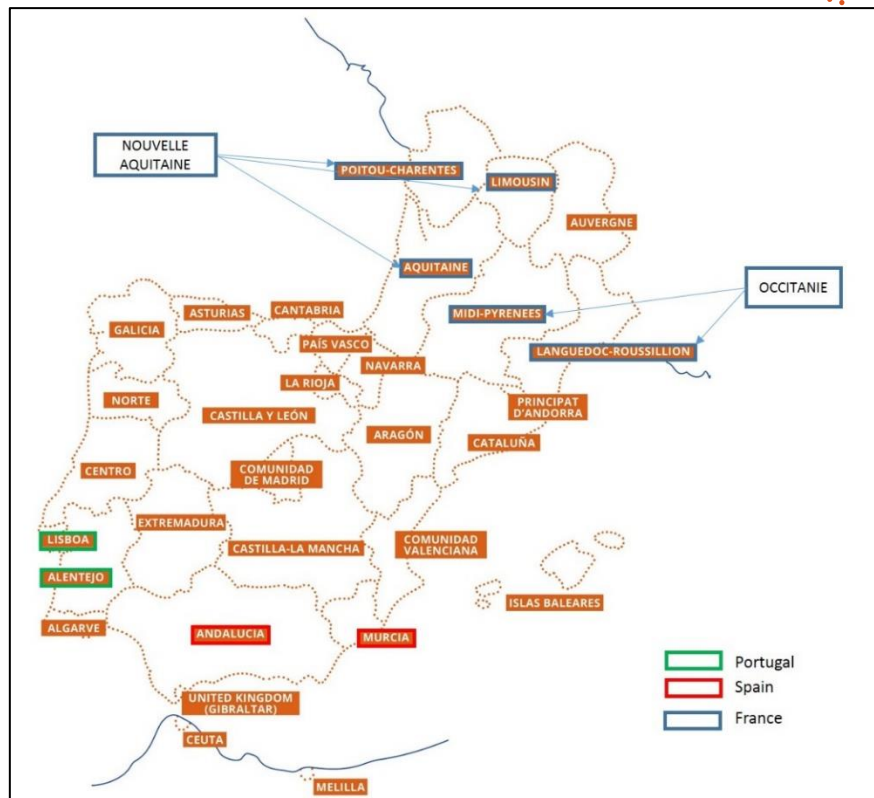 NOUVELLE
AQUITAINE
POITOU-CHARENTES
LIMOUSIN
AUVERGNE
AQUITAINE
OCCITANIE
MIDI-PYRENEES
LANGUEDOC-ROUSSILLION
GALICIA
ASTURIAS
CANTABRIA
PAÍS VASCO
NAVARRA
LA RIOJA
NORTE
CASTILLA Y LEÓN
PRINCIPAT
D'ANDORRA
ARAGÓN
CATALUÑA
CENTRO
COMUNIDAD
DE MADRID
EXTREMADURA
LISBOA
CASTILLA-LA MANCHA
COMUNIDAD
VALENCIANA
ALENTEJO
ISLAS BALEARES
ALGARVE
ANDALUCIA
MURCIA
UNITED KINGDOM
(GIBRALTAR)
CEUTA
MELILLA
Portugal
Spain
France